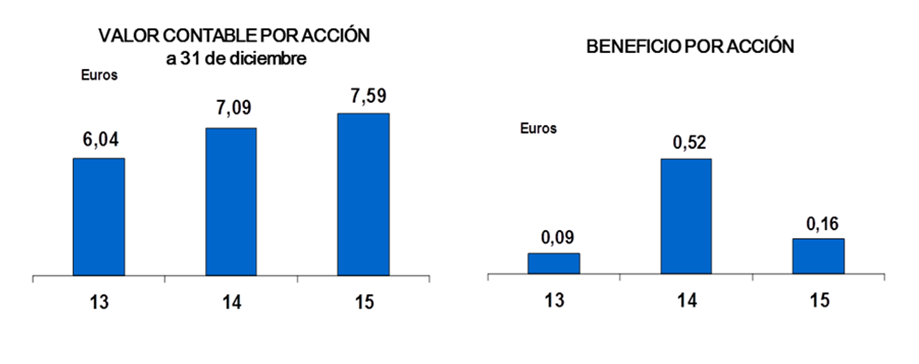 VALOR CONTABLE POR ACCIÓN
a 31 de diciembre
Euros
6,04
7,09
7,59
13
14
15
BENEFICIO POR ACCIÓN
Euros
0,09
0,52
0,16
13
14
15